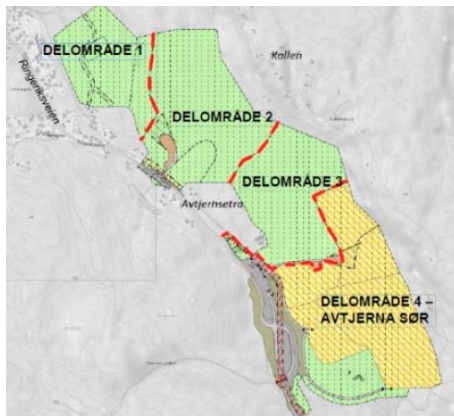 DELOMRÅDE 1
Ringeriksveien
Kallen
DELOMRÅDE 2
DELOMRÅDE 3
Avtjernsetra
DELOMRÅDE 4 –
AVTJERNA SØR